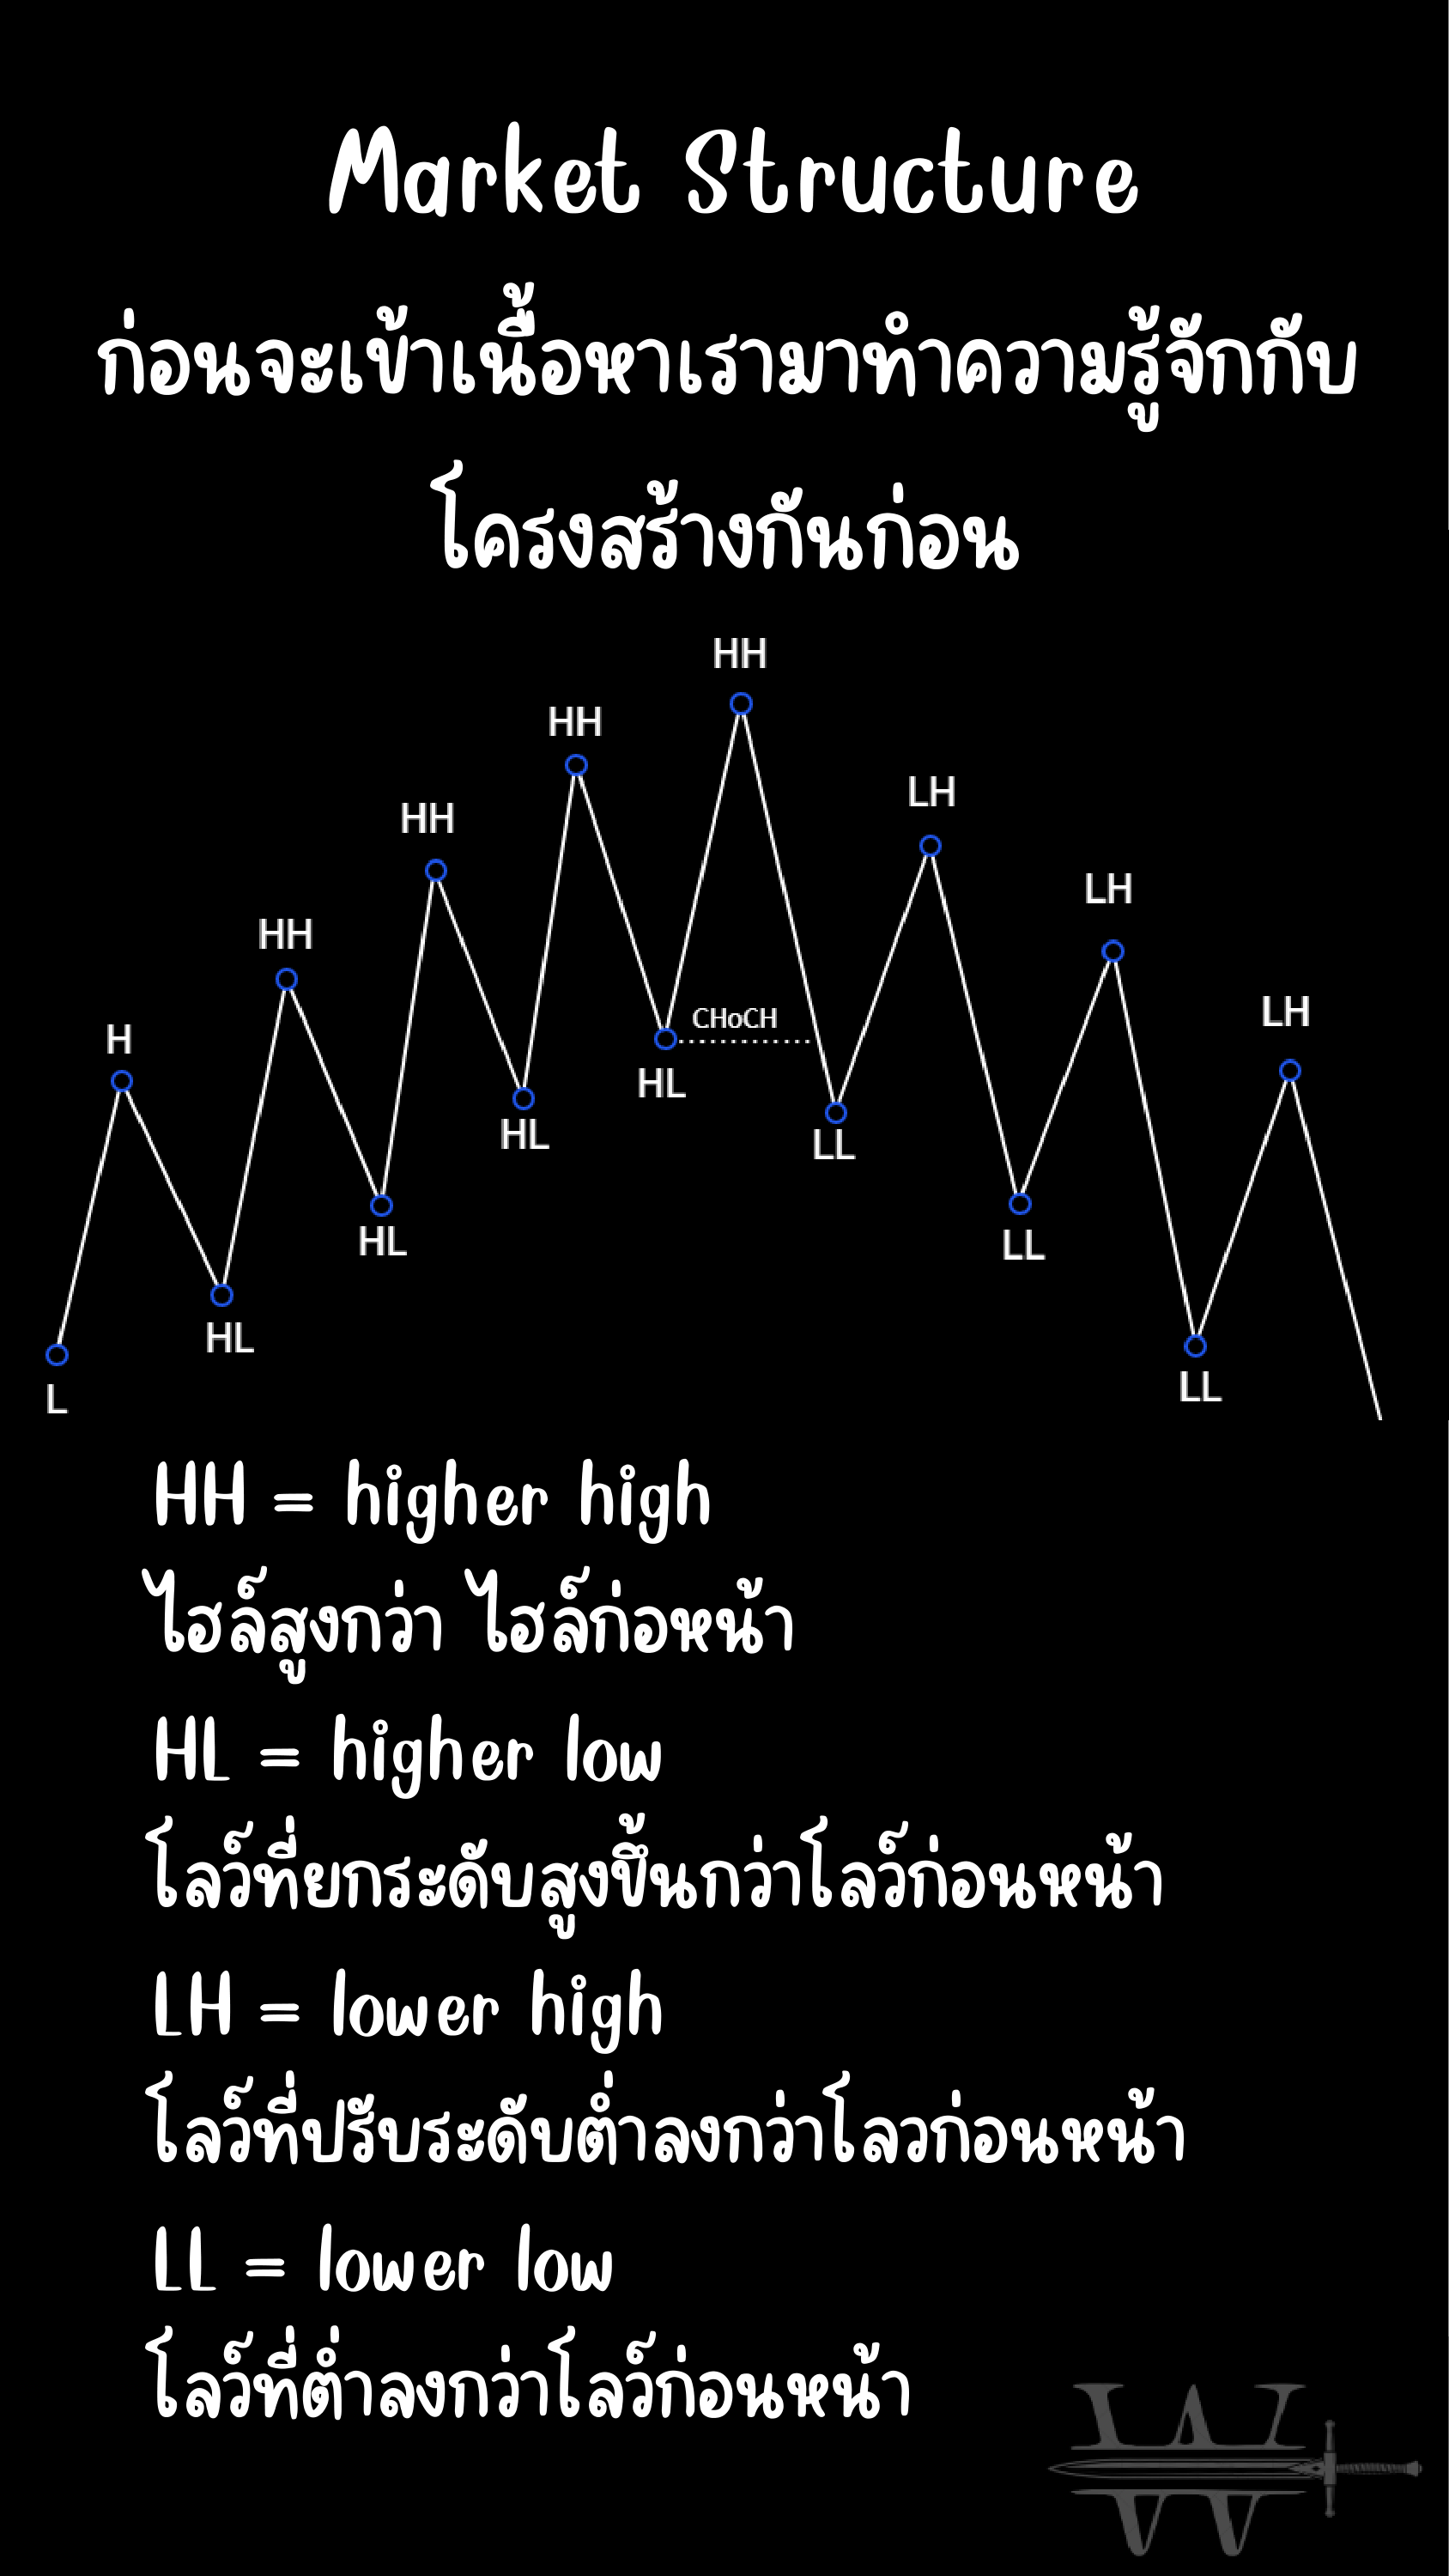 Market Structure
ก่อนจะเข้าเนื้อหาเรามาทำความรู้จักกับ
โครงสร้างกันก่อน
HH
HH
LH
HH
LH
HH
LH
H
CHoCH
HL
HL
LL
HL
LL
HL
LL
L
HH = higher high
ไฮล์สูงกว่า ไฮล์ก่อหน้า
HL = higher low
โลว์ที่ยกระดับสูงขึ้นกว่าโลว์ก่อนหน้า
LH = lower high
โลว์ที่ปรับระดับต่ำลงกว่าโลวก่อนหน้า
LL = lower low
โลว์ที่ต่ำลงกว่าโลว์ก่อนหน้า
W